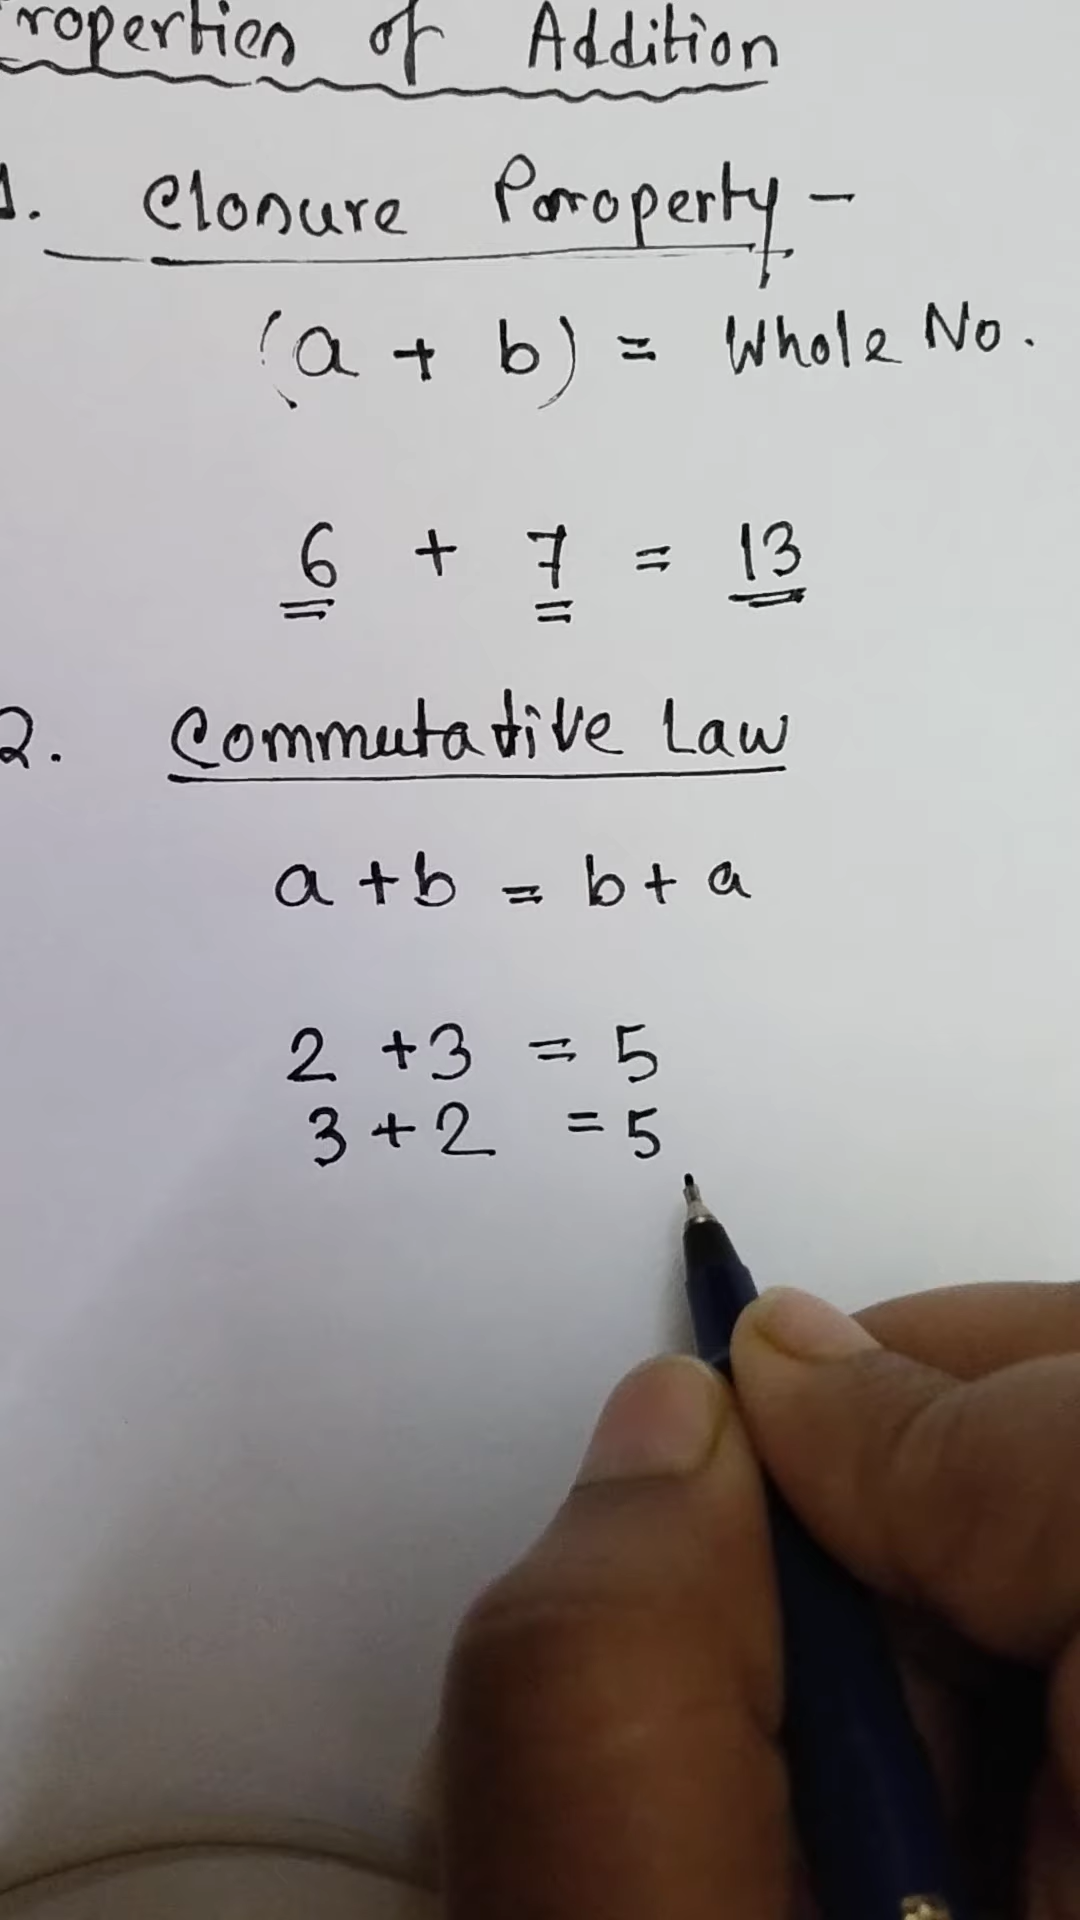 roperties of Addition
1. Closure Property -
(a + b) = Whole No.
6 + 7 = 13
2. Commutative Law
a + b = b + a
2 + 3 = 5
3 + 2 = 5